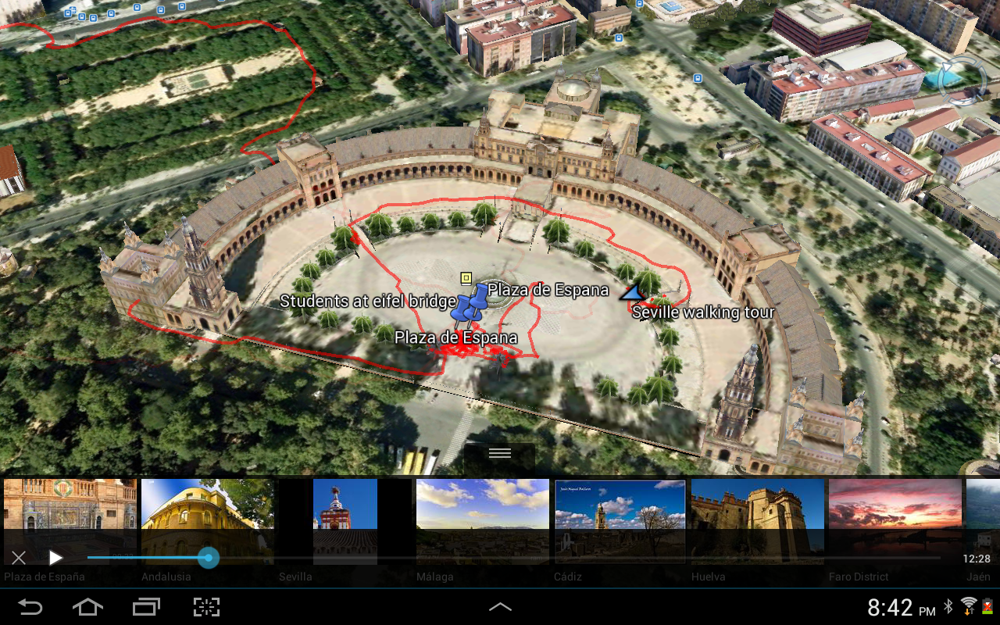 Plaza de Espana
Students at eifel bridge
Seville walking tour
Plaza de Espana
12:28
Plaza de España
Andalusia
Sevilla
Málaga
Cádiz
Huelva
Faro District
Jaén
8:42 PM